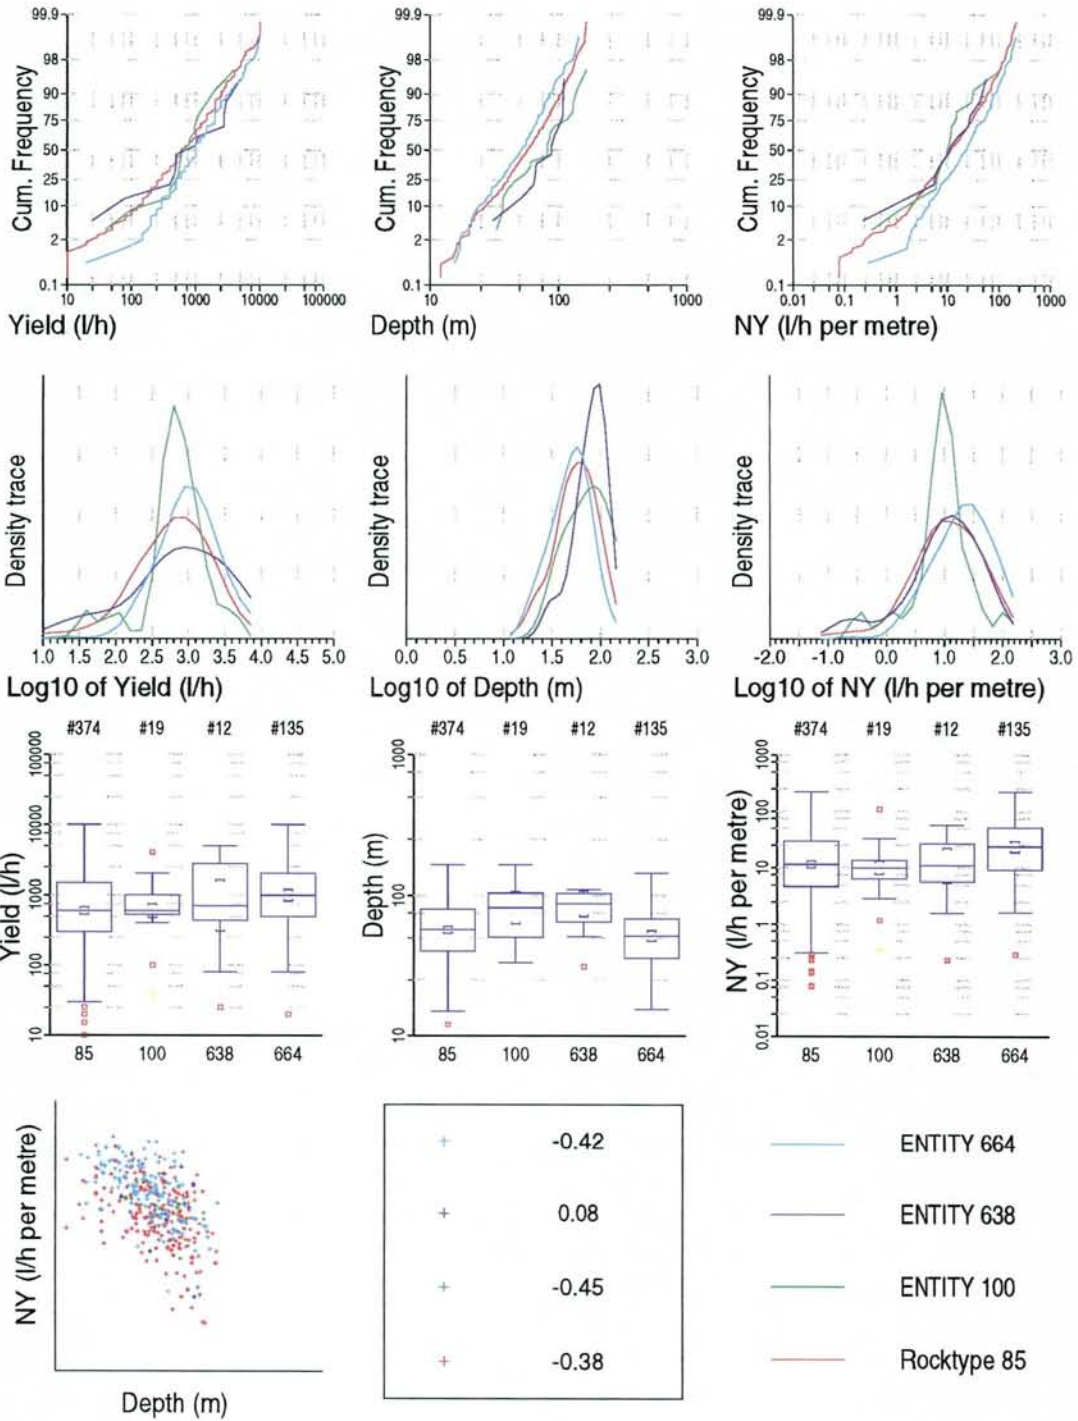 99.9 99.9 99.9
98 98 98
90 90 90
75 75 75
50 50 50
25 25 25
10 10 10
2 2 2
0.1 0.1 0.1
Cum. Frequency Cum. Frequency Cum. Frequency
10 100 1000 10000 100000 10 100 1000 0.01 0.1 1 10 100 1000
Yield (l/h) Depth (m) NY (l/h per metre)
Density trace Density trace Density trace
1.0 1.5 2.0 2.5 3.0 3.5 4.0 4.5 5.0 0.0 0.5 1.0 1.5 2.0 2.5 3.0 -2.0 -1.0 0.0 1.0 2.0 3.0
Log10 of Yield (l/h) Log10 of Depth (m) Log10 of NY (l/h per metre)
#374 #19 #12 #135 #374 #19 #12 #135 #374 #19 #12 #135
100000 1000 1000
10000 100
1000 100 10
100 1
0.1
10 10 0.01
Yield (l/h) Depth (m) NY (l/h per metre)
85 100 638 664 85 100 638 664 85 100 638 664
NY (l/h per metre)
Depth (m)
+ -0.42 ENTITY 664
+ 0.08 ENTITY 638
+ -0.45 ENTITY 100
+ -0.38 Rocktype 85